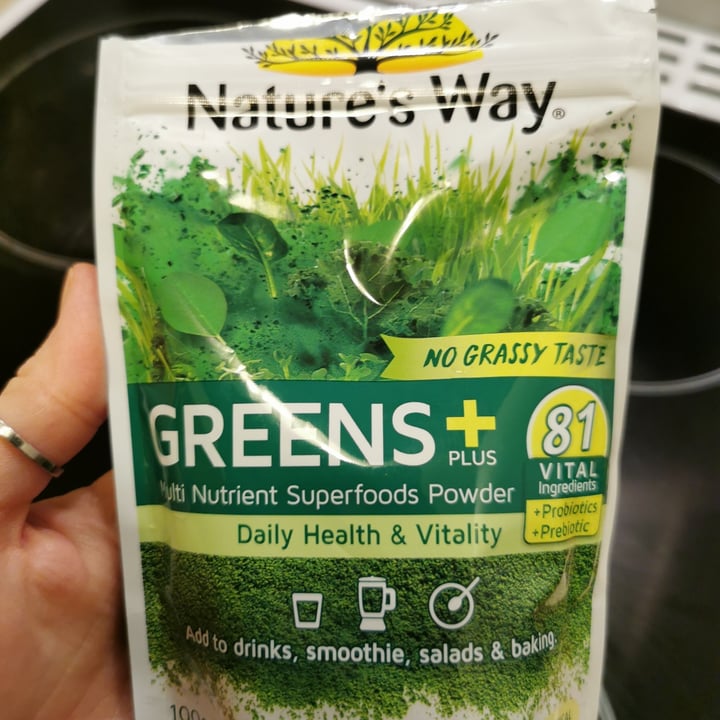 Nature's Way®
NO GRASSY TASTE
GREENS +
PLUS
81
VITAL
Ingredients
Multi Nutrient Superfoods Powder
+Probiotics
+Prebiotic
Daily Health & Vitality
Add to drinks, smoothie, salads & baking.